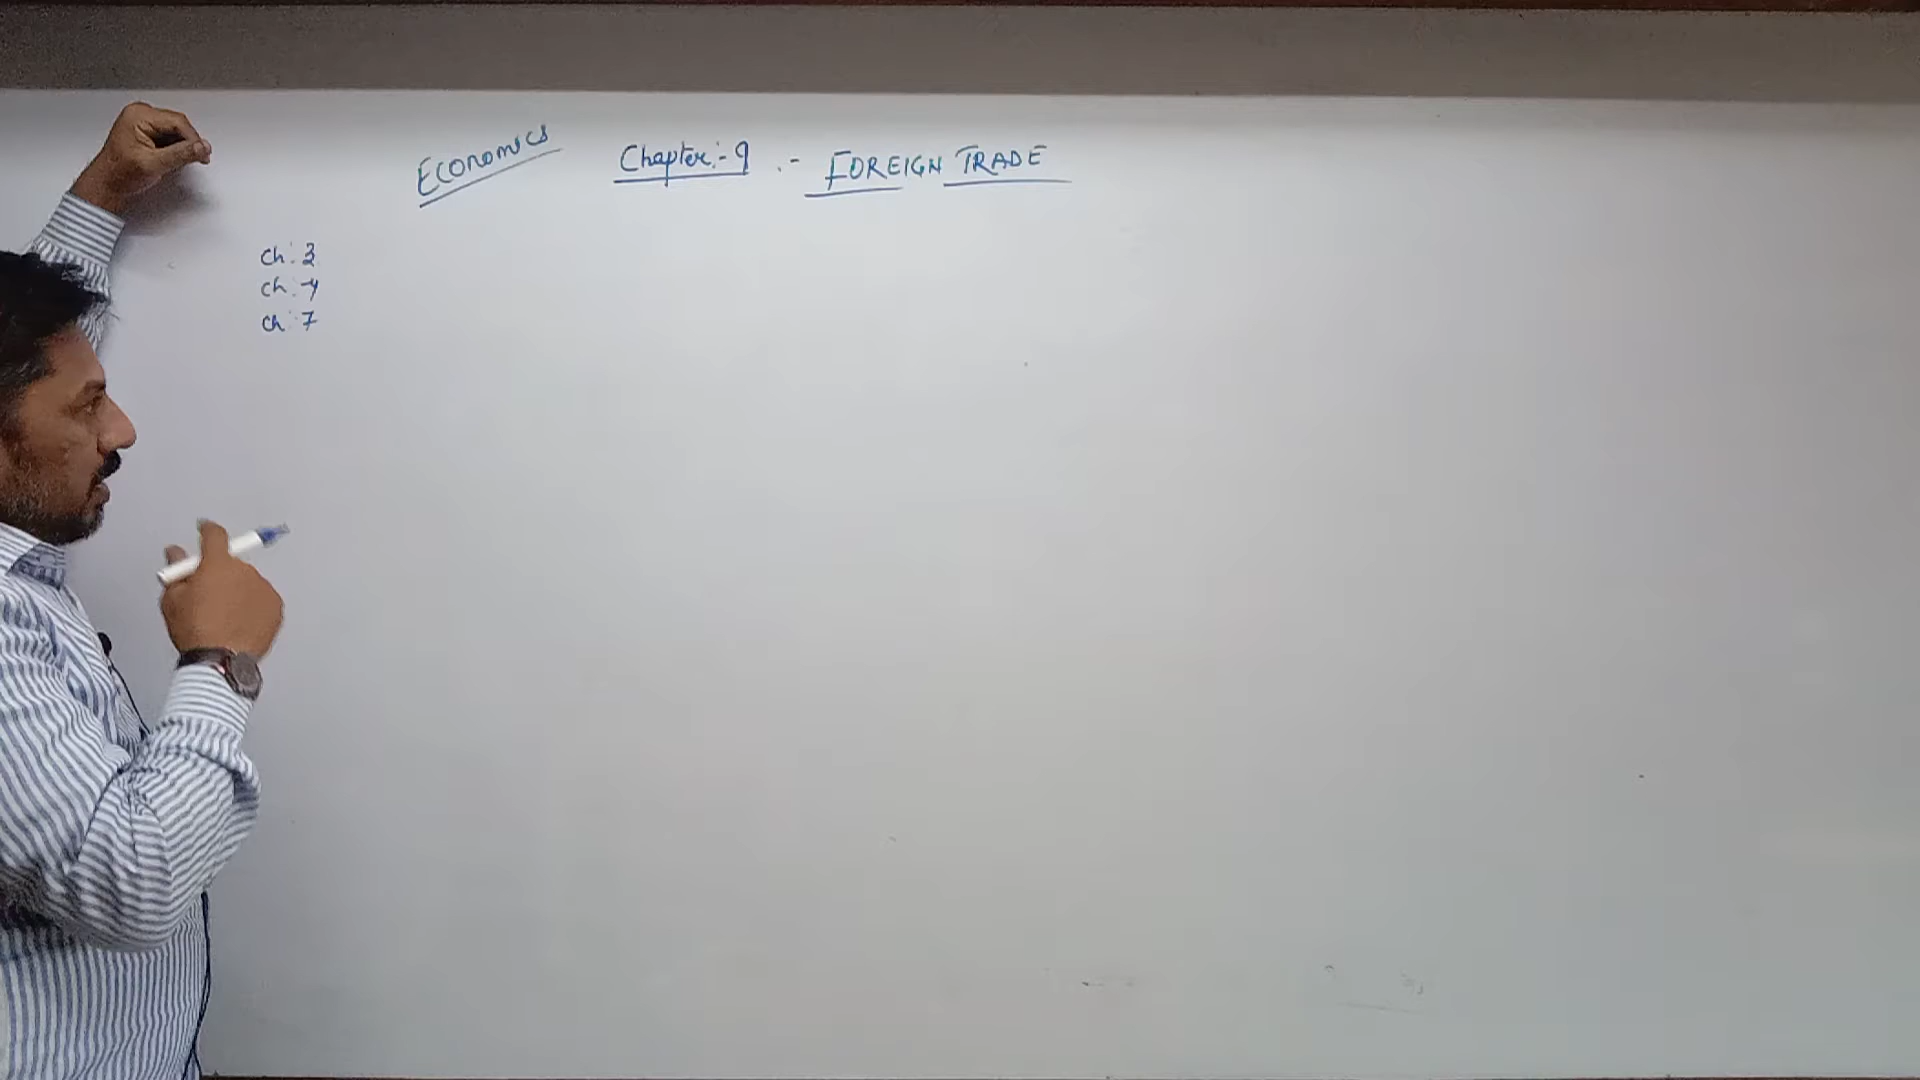 Economics Chapter:- 9 .- FOREIGN TRADE
Ch: 3
Ch: 4
Ch: 7